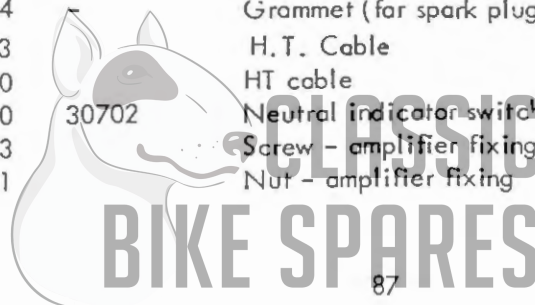 4 - Grammet (far spark plug
3 H.T. Cable
0 HT cable
0 30702 Neutral indicator switch
3 Screw - amplifier fixing
1 Nut - amplifier fixing
CLASSIC
BIKE SPARES
87